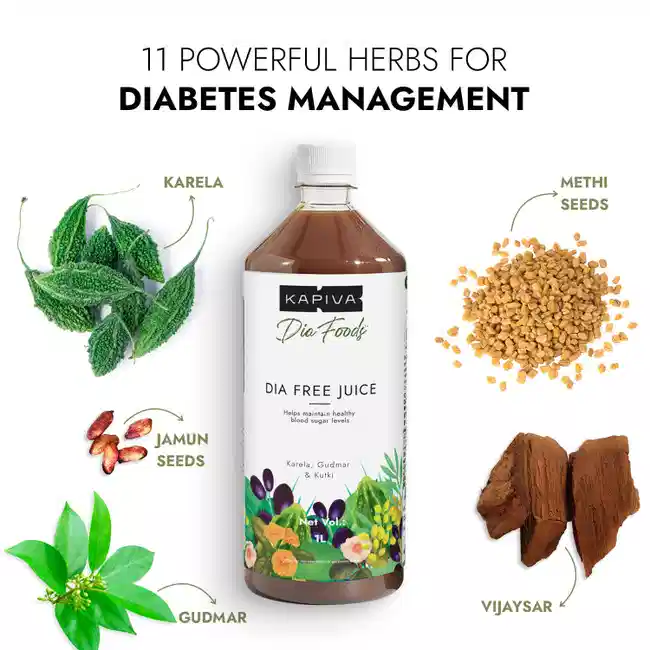 11 POWERFUL HERBS FOR
DIABETES MANAGEMENT
KARELA
METHI
SEEDS
KAPIVA
Dia Foods
DIA FREE JUICE
Helps maintain healthy
blood sugar levels
JAMUN
SEEDS
Karela, Gudmar
& Kutki
Net Vol.:
1L
GUDMAR
VIJAYSAR